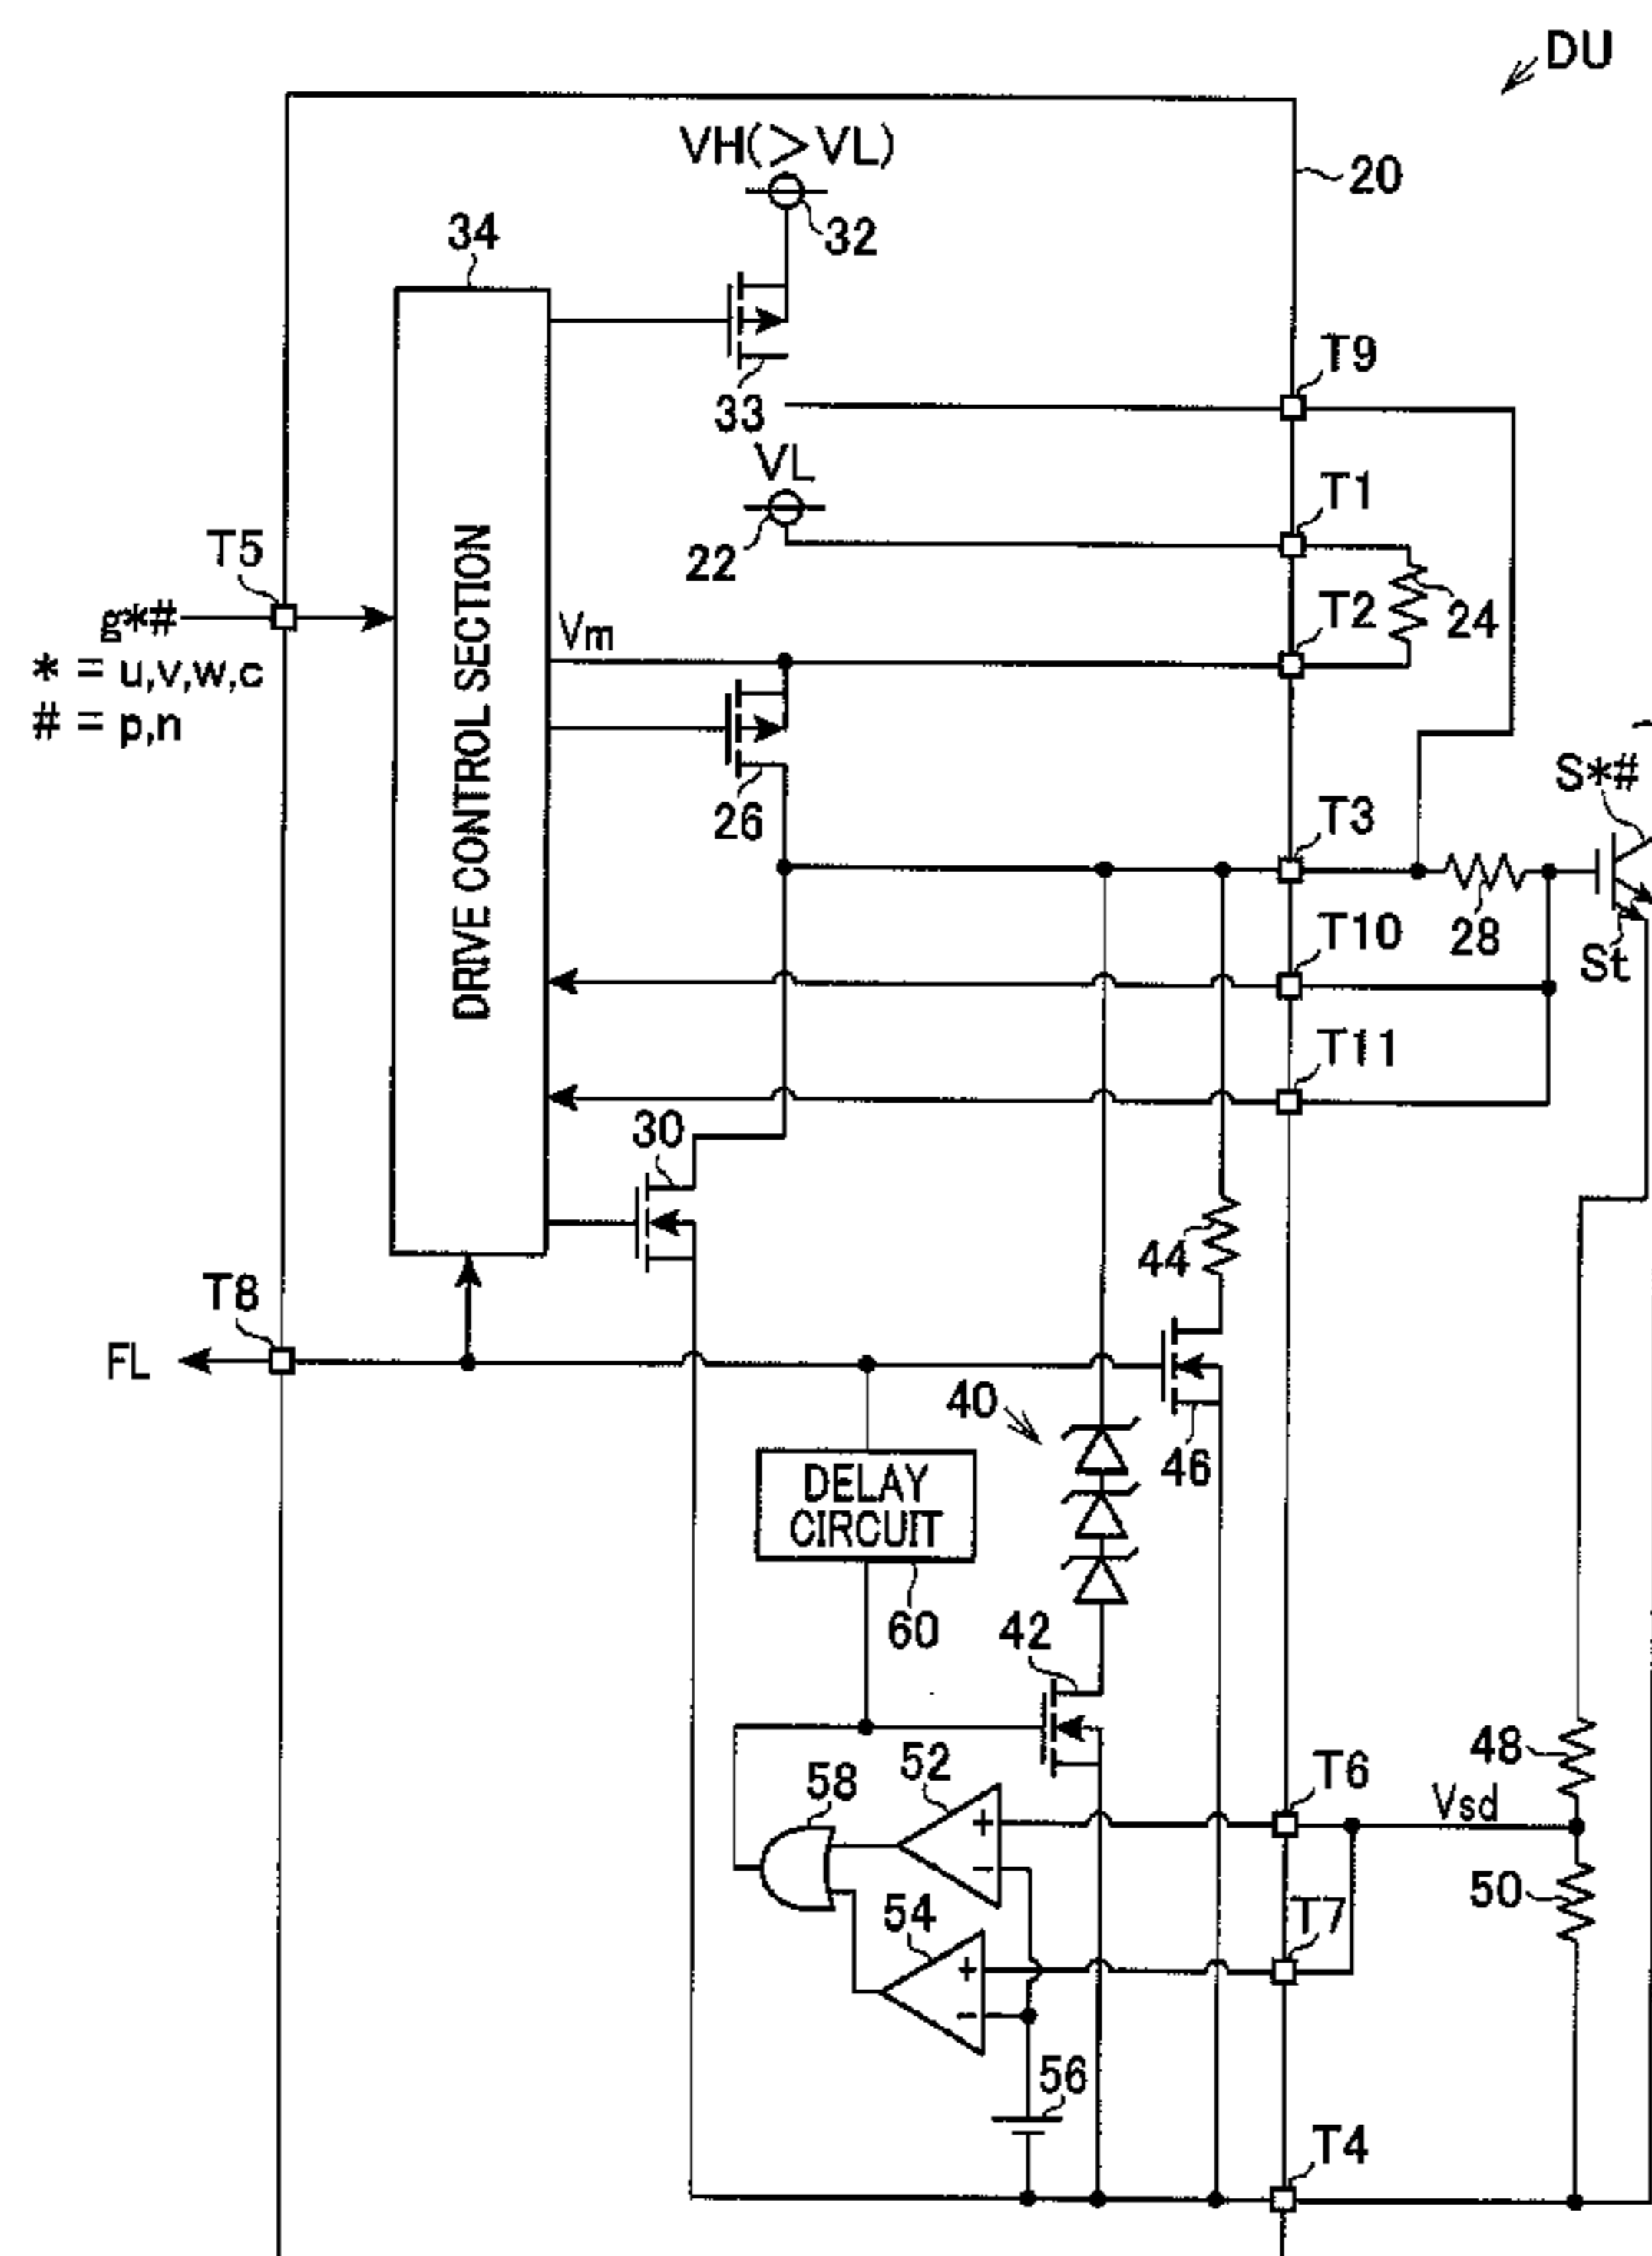 DU
VH(>VL)
20
32
34
T9
33
VL
T1
22
T5
24
T2
g*#
Vm
* = u,v,w,c
# = p,n
DRIVE CONTROL SECTION
S*#
26
T3
28
T10
St
T11
30
44
T8
FL
40
46
DELAY
CIRCUIT
60
42
48
52
T6
58
Vsd
+
−
50
54
T7
+
−
56
T4